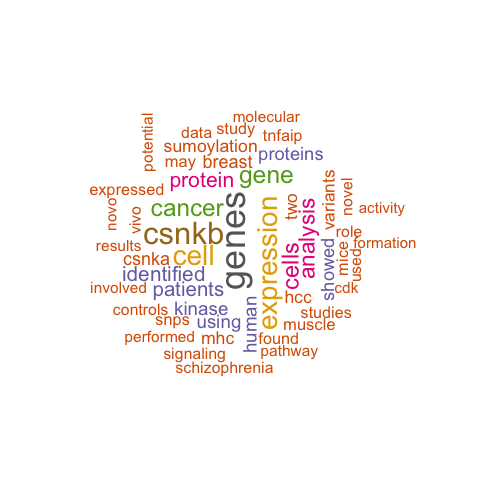 molecular
data study tnfaip
potential
sumoylation
proteins
may breast
protein gene
expressed
variants
novel
two
activity
novo
vivo
cancer
genes
expression
cells
analysis
csnkb
role
results
cell
showed
mice
used
formation
csnka
identified
involved patients
hcc
cdk
controls kinase
human
studies
snps using
muscle
performed mhc found
signaling pathway
schizophrenia